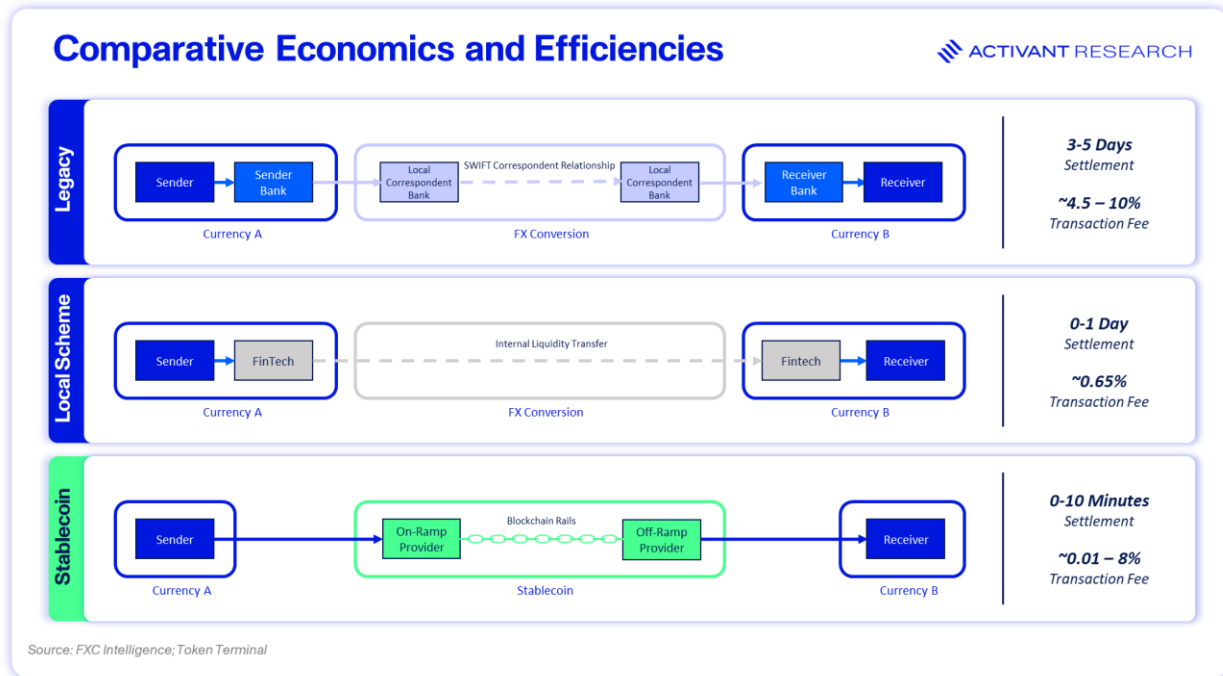 Comparative Economics and Efficiencies
ACTIVANT RESEARCH
Legacy
Sender
Sender
Bank
Local
Correspondent
Bank
SWIFT Correspondent Relationship
Local
Correspondent
Bank
Receiver
Bank
Receiver
Currency A
FX Conversion
Currency B
3-5 Days
Settlement
~4.5 – 10%
Transaction Fee
Local Scheme
Sender
FinTech
Internal Liquidity Transfer
Fintech
Receiver
Currency A
FX Conversion
Currency B
0-1 Day
Settlement
~0.65%
Transaction Fee
Stablecoin
Sender
On-Ramp
Provider
Blockchain Rails
Off-Ramp
Provider
Receiver
Currency A
Stablecoin
Currency B
0-10 Minutes
Settlement
~0.01 – 8%
Transaction Fee
Source: FXC Intelligence; Token Terminal